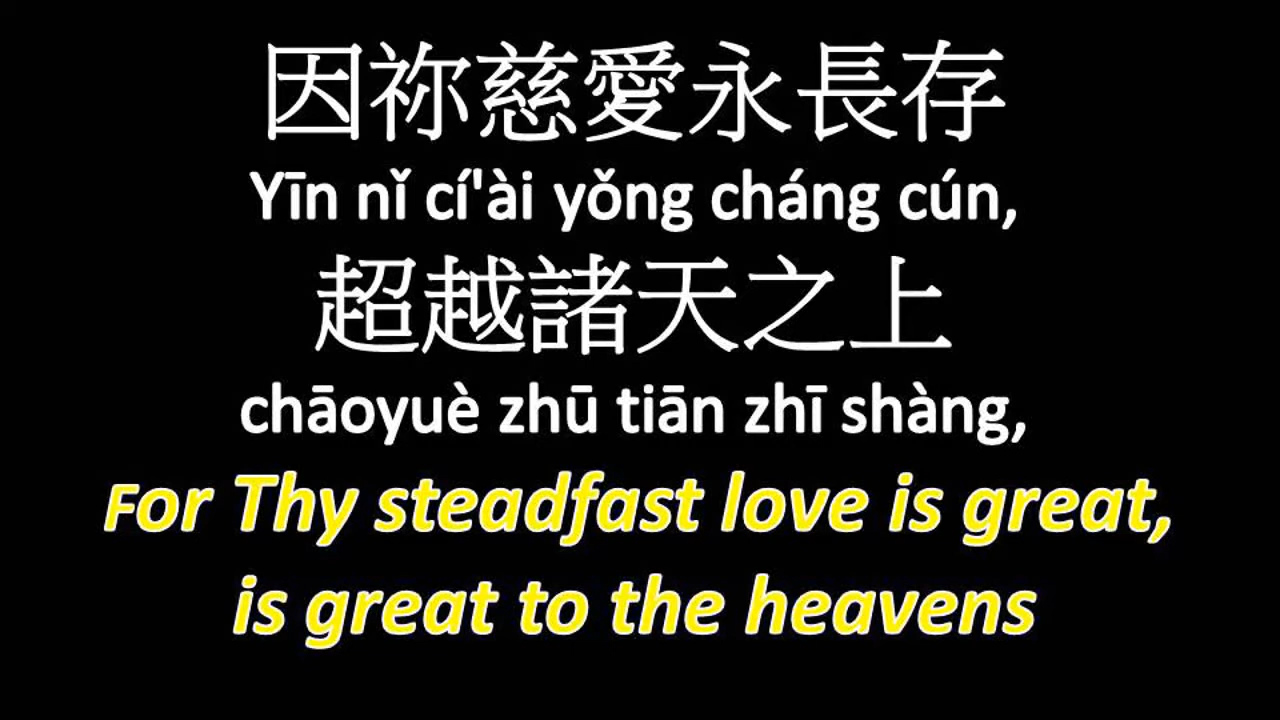 因祢慈愛永長存
Yīn nǐ cí'ài yǒng cháng cún,
超越諸天之上
chāoyuè zhū tiān zhī shàng,
For Thy steadfast love is great,
is great to the heavens